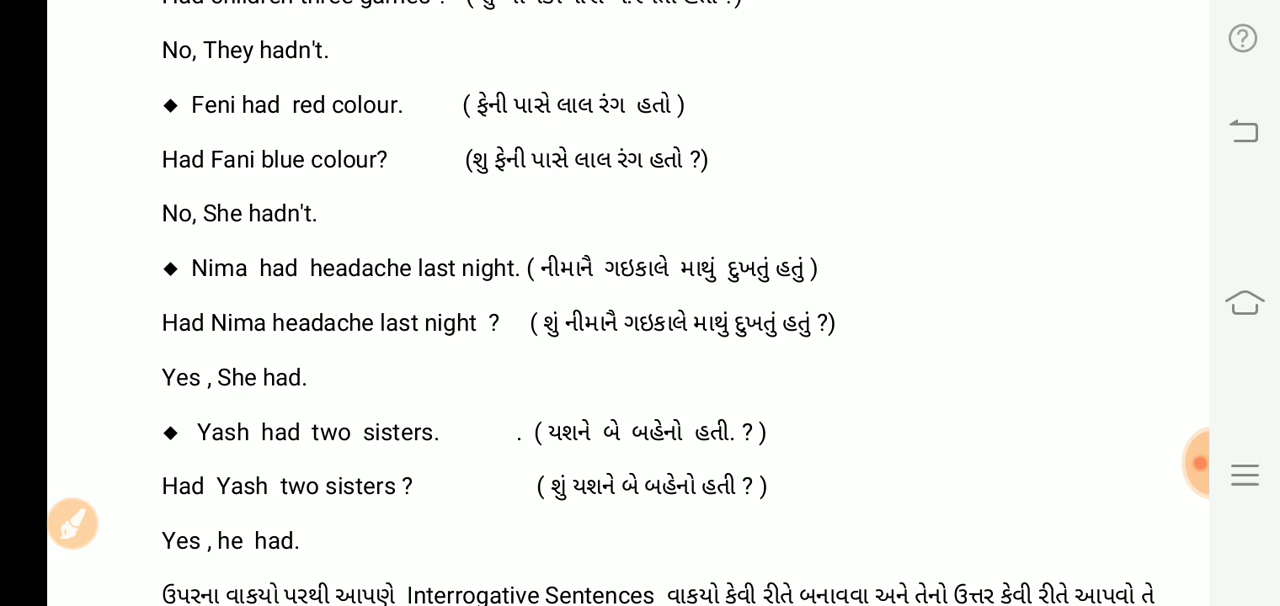 No, They hadn't.
◆ Feni had red colour. ( ફેની પાસે લાલ રંગ હતો )
Had Fani blue colour? (શુ ફેની પાસે લાલ રંગ હતો ?)
No, She hadn't.
◆ Nima had headache last night. ( નીમાનૈ ગઇકાલે માથું દુખતું હતું )
Had Nima headache last night ? ( શું નીમાનૈ ગઇકાલે માથું દુખતું હતું ?)
Yes , She had.
◆ Yash had two sisters. . ( યશને બે બહેનો હતી. ? )
Had Yash two sisters ? ( શું યશને બે બહેનો હતી ? )
Yes , he had.
ઉપરના વાકયો પરથી આપણે Interrogative Sentences વાકયો કેવી રીતે બનાવવા અને તેનો ઉત્તર કેવી રીતે આપવો તે